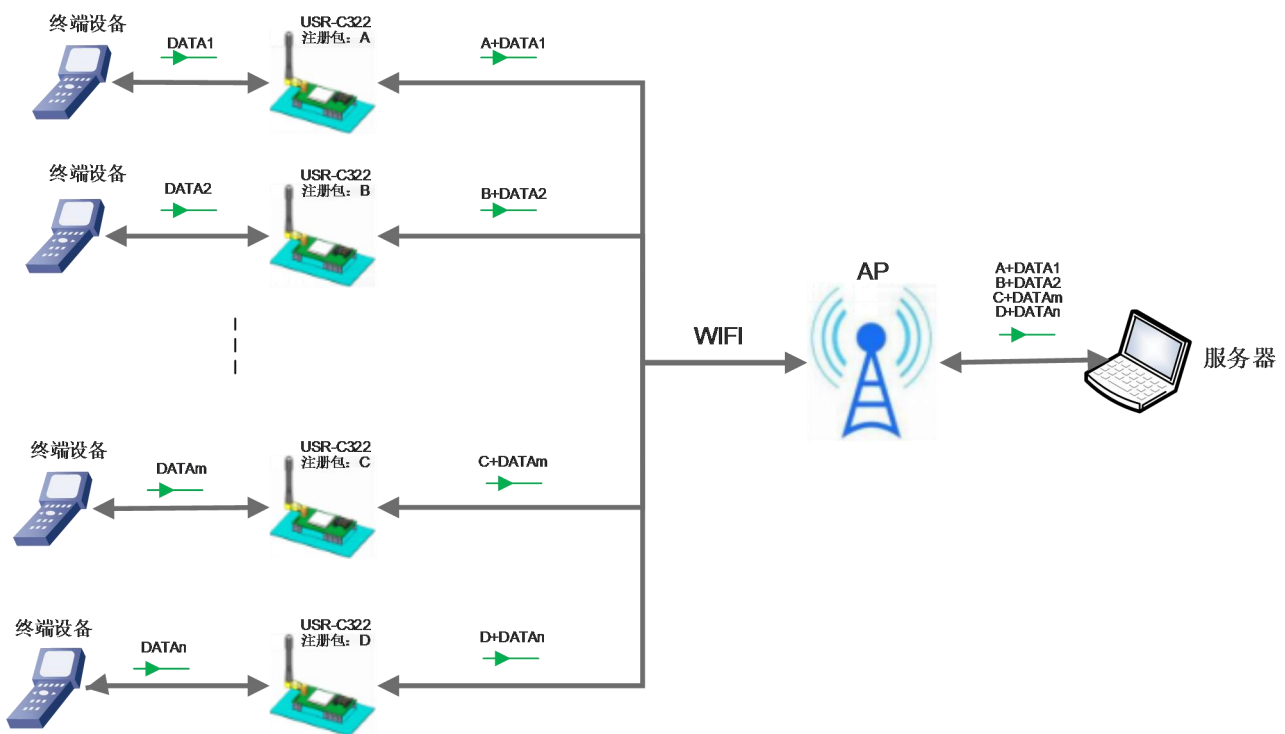 终端设备
DATA1
USR-C322
注册包：A
A+DATA1
终端设备
DATA2
USR-C322
注册包：B
B+DATA2
WIFI
AP
A+DATA1
B+DATA2
C+DATAm
D+DATAn
服务器
终端设备
DATAm
USR-C322
注册包：C
C+DATAm
终端设备
DATAn
USR-C322
注册包：D
D+DATAn